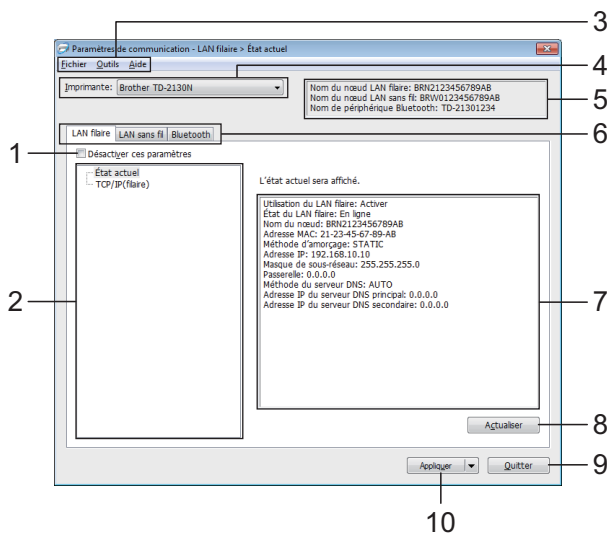 3
Paramètres de communication - LAN filaire > État actuel
Fichier Outils Aide
4
Imprimante: Brother TD-2130N
Nom du nœud LAN filaire: BRN2123456789AB
Nom du nœud LAN sans fil: BRW0123456789AB
Nom de périphérique Bluetooth: TD-21301234
5
LAN filaire LAN sans fil Bluetooth
6
1
Désactiver ces paramètres
État actuel
TCP/IP(filaire)
L'état actuel sera affiché.
Utilisation du LAN filaire: Activer
État du LAN filaire: En ligne
Nom du nœud: BRN2123456789AB
Adresse MAC: 21-23-45-67-89-AB
Méthode d'amorçage: STATIC
Adresse IP: 192.168.10.10
Masque de sous-réseau: 255.255.255.0
Passerelle: 0.0.0.0
Méthode du serveur DNS: AUTO
Adresse IP du serveur DNS principal: 0.0.0.0
Adresse IP du serveur DNS secondaire: 0.0.0.0
2
7
Actualiser
8
Appliquer
Quitter
9
10